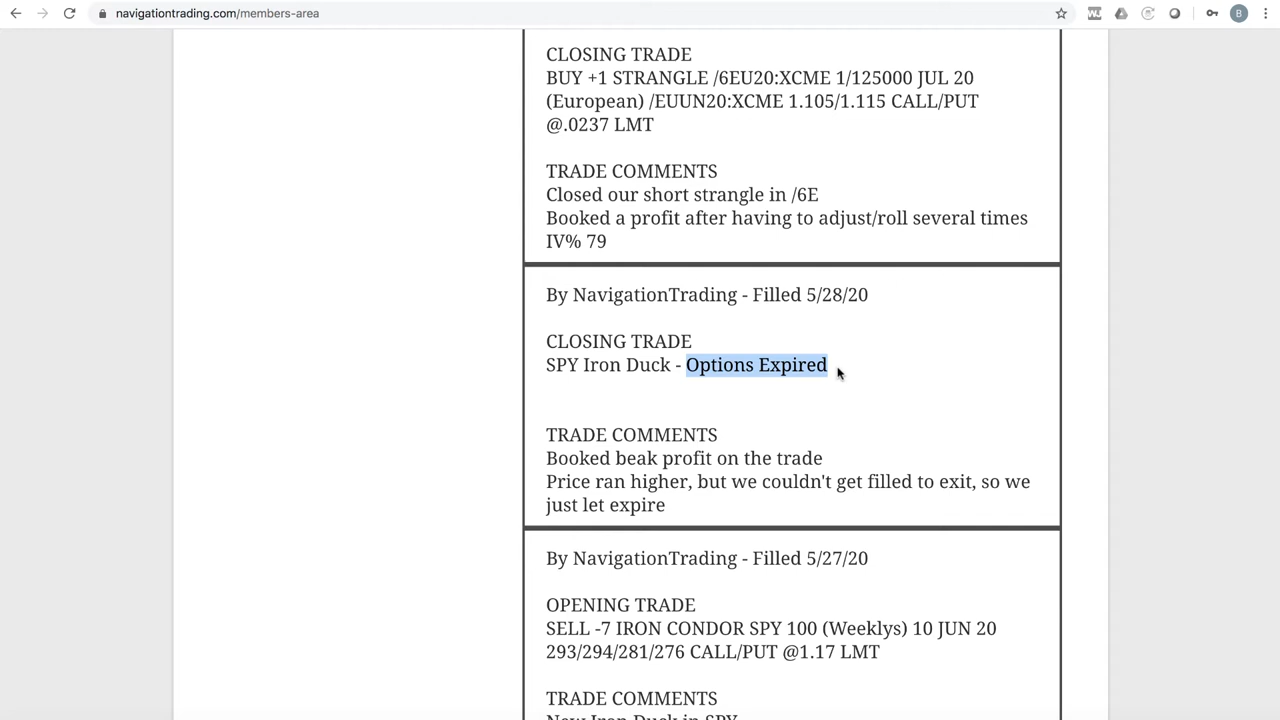 navigationtrading.com/members-area
B
CLOSING TRADE
BUY +1 STRANGLE /6EU20:XCME 1/125000 JUL 20
(European) /EUUN20:XCME 1.105/1.115 CALL/PUT
@.0237 LMT
TRADE COMMENTS
Closed our short strangle in /6E
Booked a profit after having to adjust/roll several times
IV% 79
By NavigationTrading - Filled 5/28/20
CLOSING TRADE
SPY Iron Duck - Options Expired
TRADE COMMENTS
Booked beak profit on the trade
Price ran higher, but we couldn't get filled to exit, so we
just let expire
By NavigationTrading - Filled 5/27/20
OPENING TRADE
SELL -7 IRON CONDOR SPY 100 (Weeklys) 10 JUN 20
293/294/281/276 CALL/PUT @1.17 LMT
TRADE COMMENTS
New Iron Duck in SPY